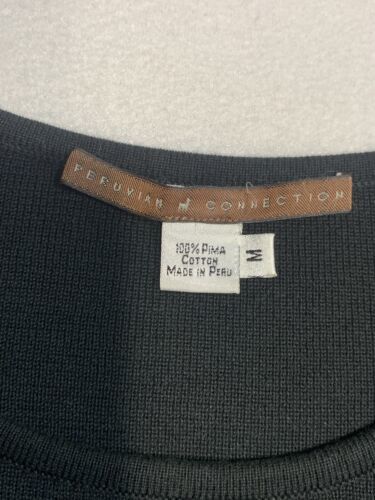 PERUVIAN CONNECTION
100% PIMA
COTTON
MADE IN PERU
M